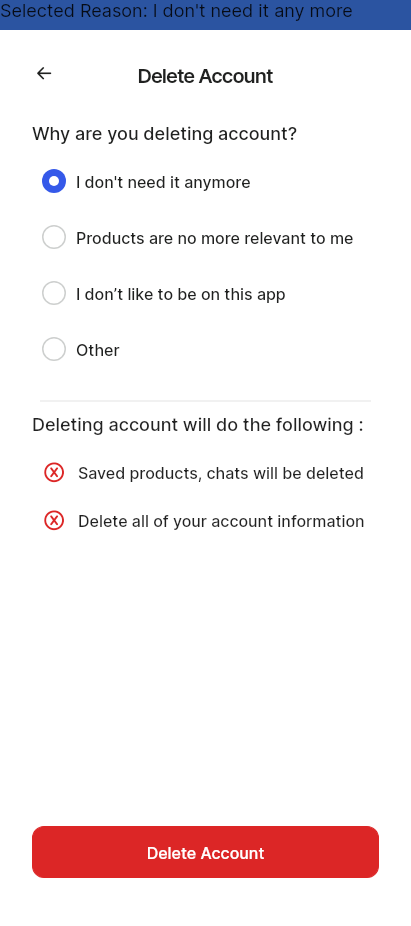 Selected Reason: I don't need it any more
Delete Account
Why are you deleting account?
I don't need it anymore
Products are no more relevant to me
I don’t like to be on this app
Other
Deleting account will do the following :
Saved products, chats will be deleted
Delete all of your account information
Delete Account